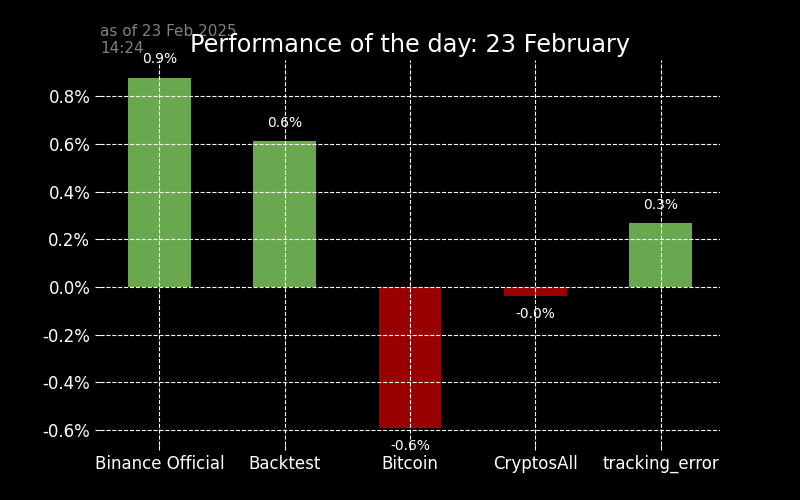 as of 23 Feb 2025
14:24
Performance of the day: 23 February
0.9%
0.6%
-0.6%
-0.0%
0.3%
0.8%
0.6%
0.4%
0.2%
0.0%
-0.2%
-0.4%
-0.6%
Binance Official
Backtest
Bitcoin
CryptosAll
tracking_error